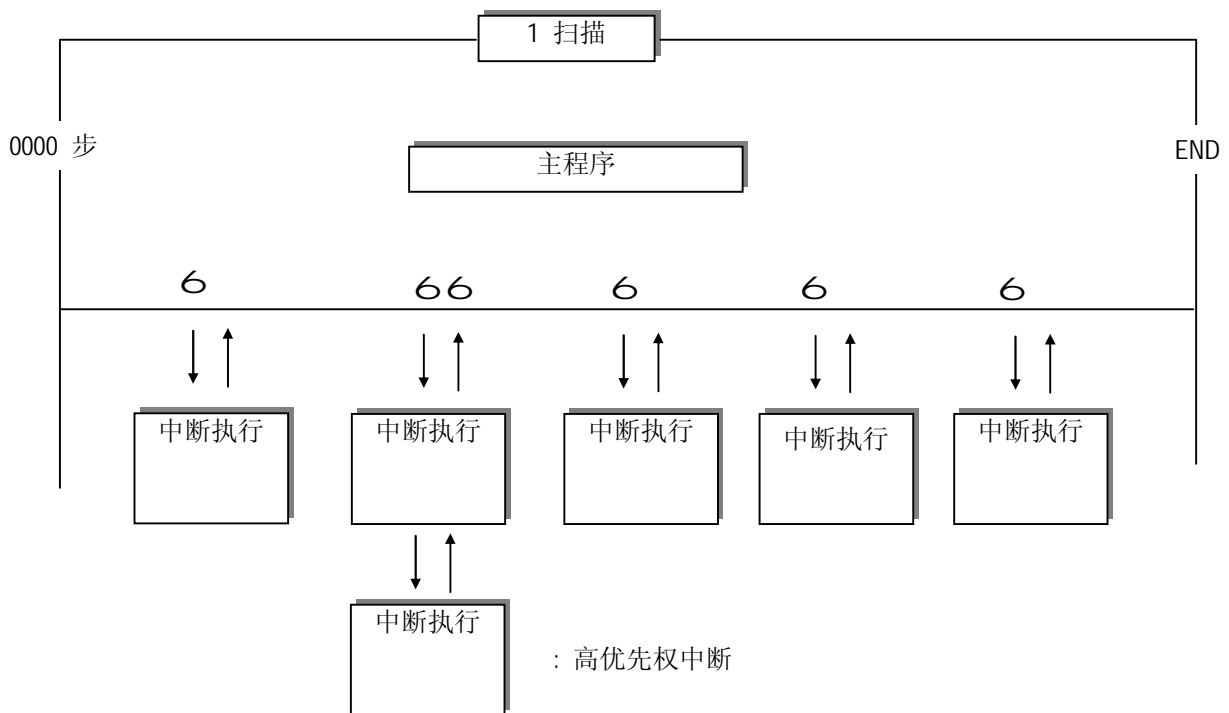 1 扫描
0000 步
END
主程序
6 66 6 6 6
中断执行 中断执行 中断执行 中断执行 中断执行
中断执行
: 高优先权中断